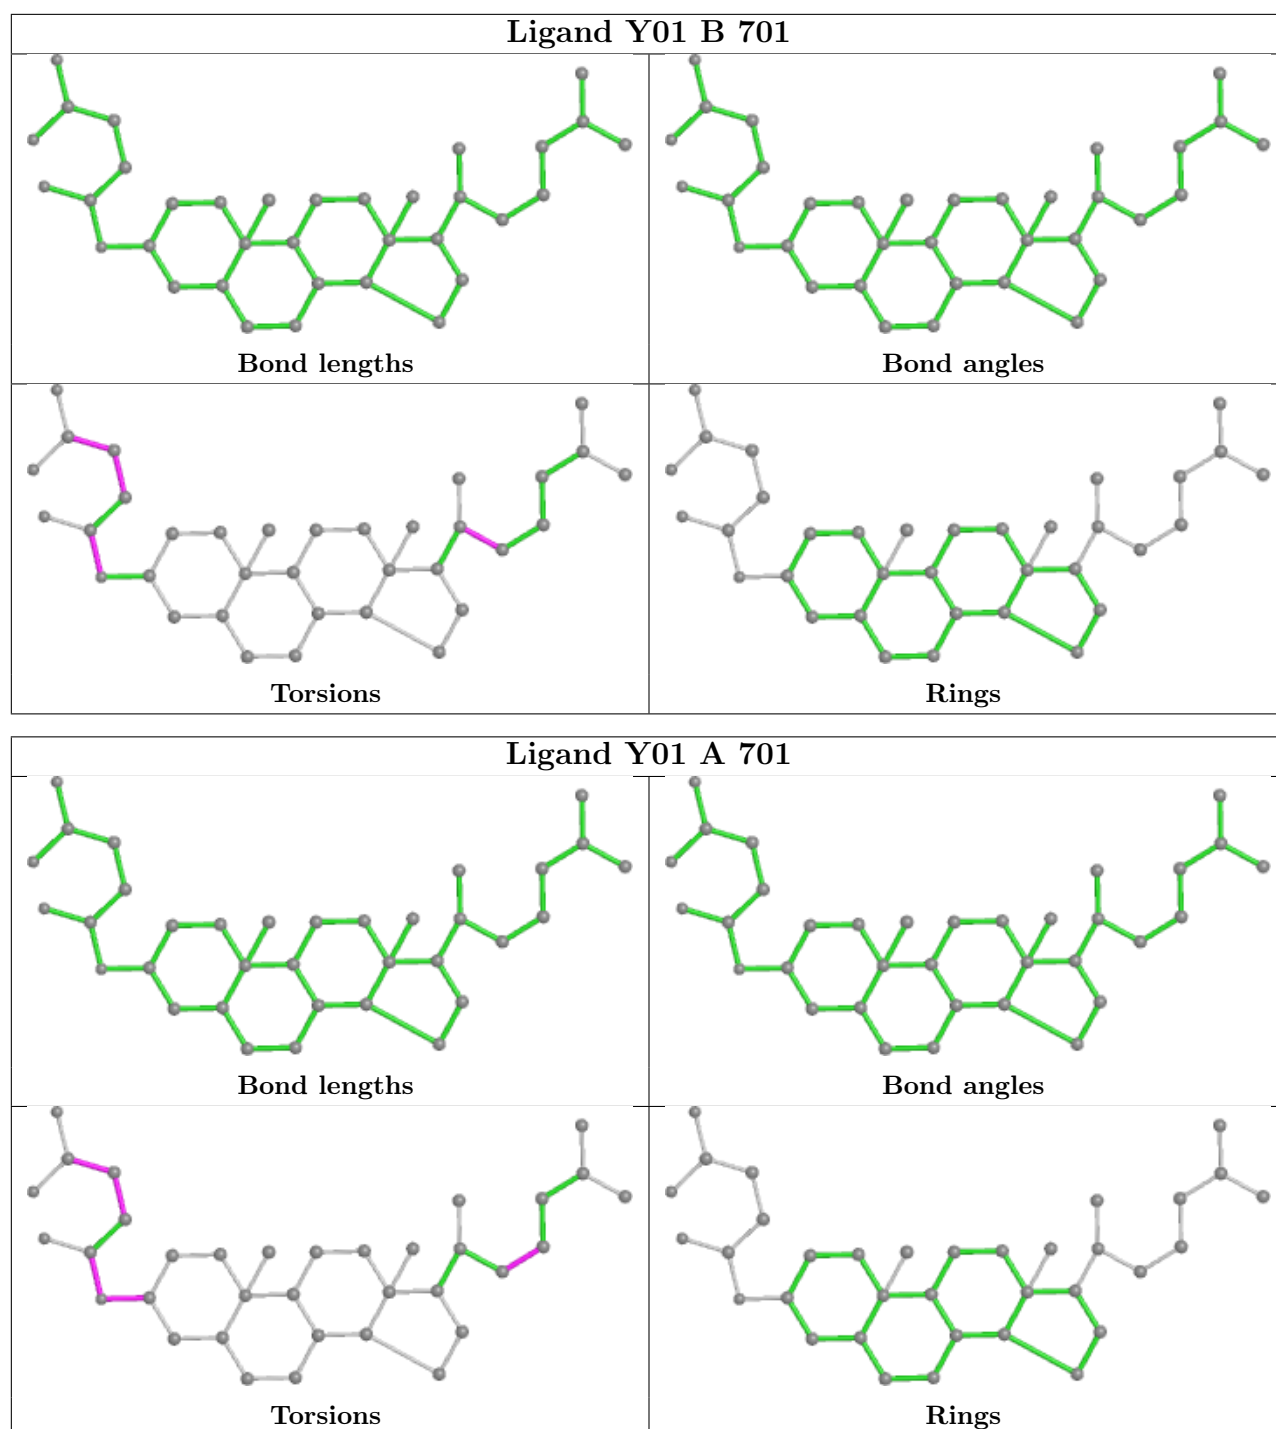 Ligand Y01 B 701
Bond lengths
Bond angles
Torsions
Rings
Ligand Y01 A 701
Bond lengths
Bond angles
Torsions
Rings